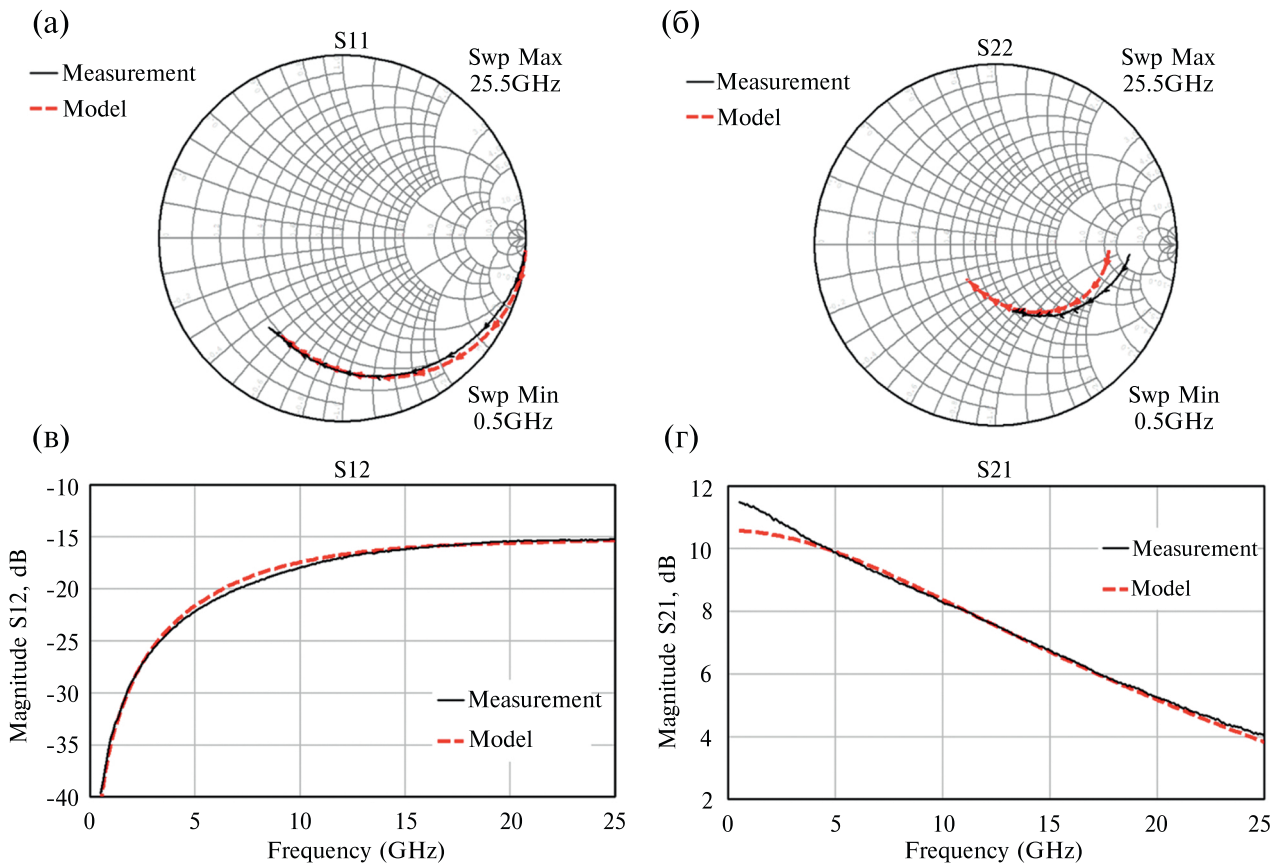 (а)
S11
Measurement
Model
Swp Max
25.5GHz
Swp Min
0.5GHz
(б)
S22
Measurement
Model
Swp Max
25.5GHz
Swp Min
0.5GHz
(в)
S12
Magnitude S12, dB
-10
-15
-20
-25
-30
-35
-40
Measurement
Model
0 5 10 15 20 25
Frequency (GHz)
(г)
S21
Magnitude S21, dB
12
10
8
6
4
2
Measurement
Model
0 5 10 15 20 25
Frequency (GHz)